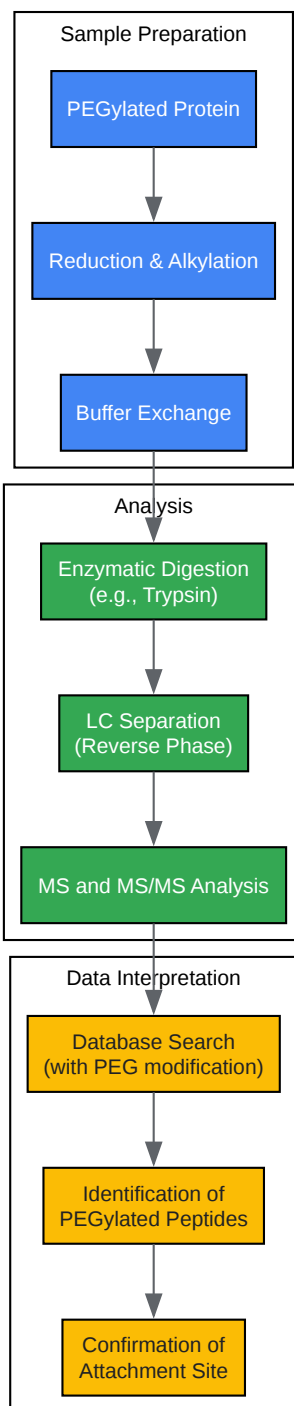 Sample Preparation
PEGylated Protein
Reduction & Alkylation
Buffer Exchange
Analysis
Enzymatic Digestion
(e.g., Trypsin)
LC Separation
(Reverse Phase)
MS and MS/MS Analysis
Data Interpretation
Database Search
(with PEG modification)
Identification of
PEGylated Peptides
Confirmation of
Attachment Site